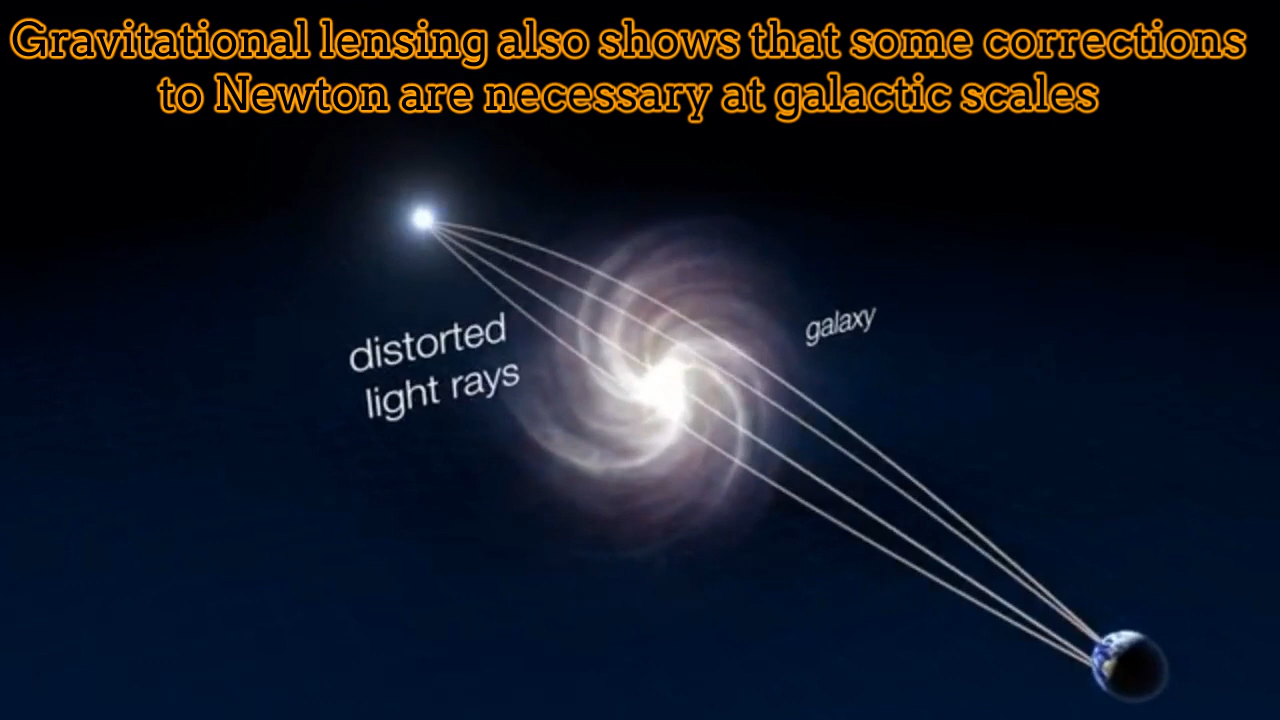 Gravitational lensing also shows that some corrections
to Newton are necessary at galactic scales
distorted
light rays
galaxy